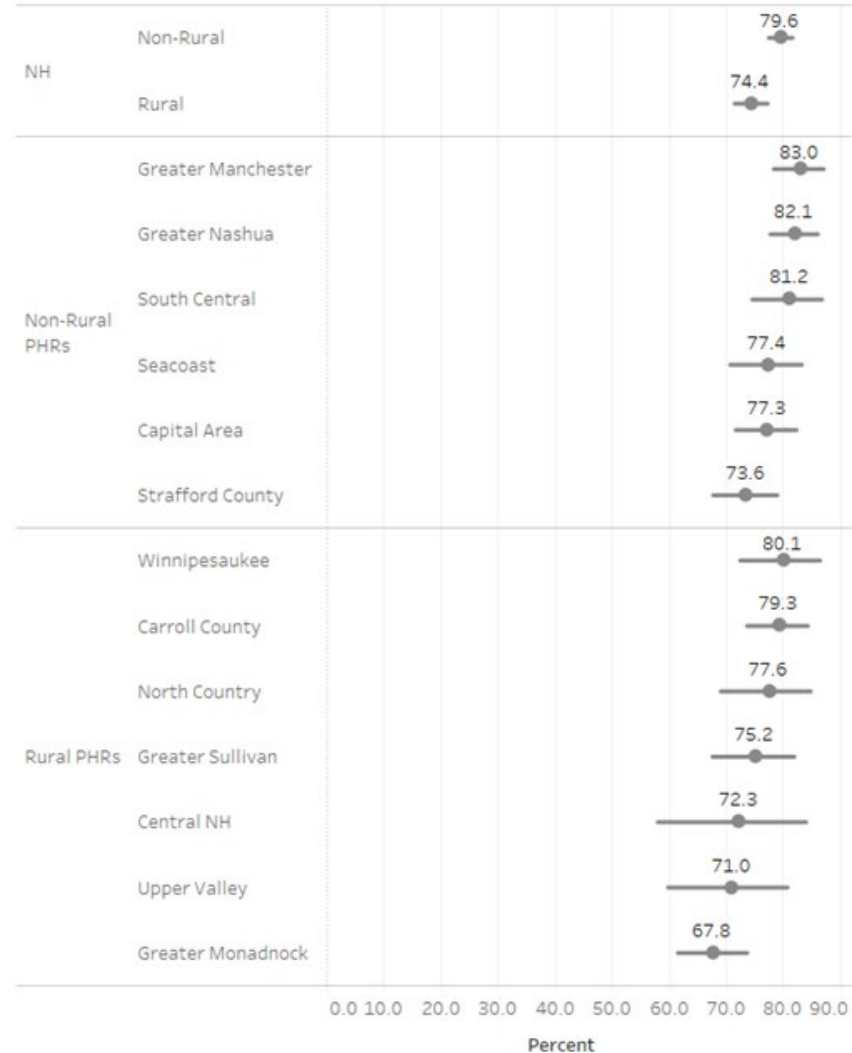 79.6
Non-Rural
NH
74.4
Rural
83.0
Greater Manchester
82.1
Greater Nashua
81.2
South Central
Non-Rural
PHRs
77.4
Seacoast
77.3
Capital Area
73.6
Strafford County
80.1
Winnipesaukee
79.3
Carroll County
77.6
North Country
75.2
Rural PHRs Greater Sullivan
72.3
Central NH
71.0
Upper Valley
67.8
Greater Monadnock
0.0 10.0 20.0 30.0 40.0 50.0 60.0 70.0 80.0 90.0
Percent